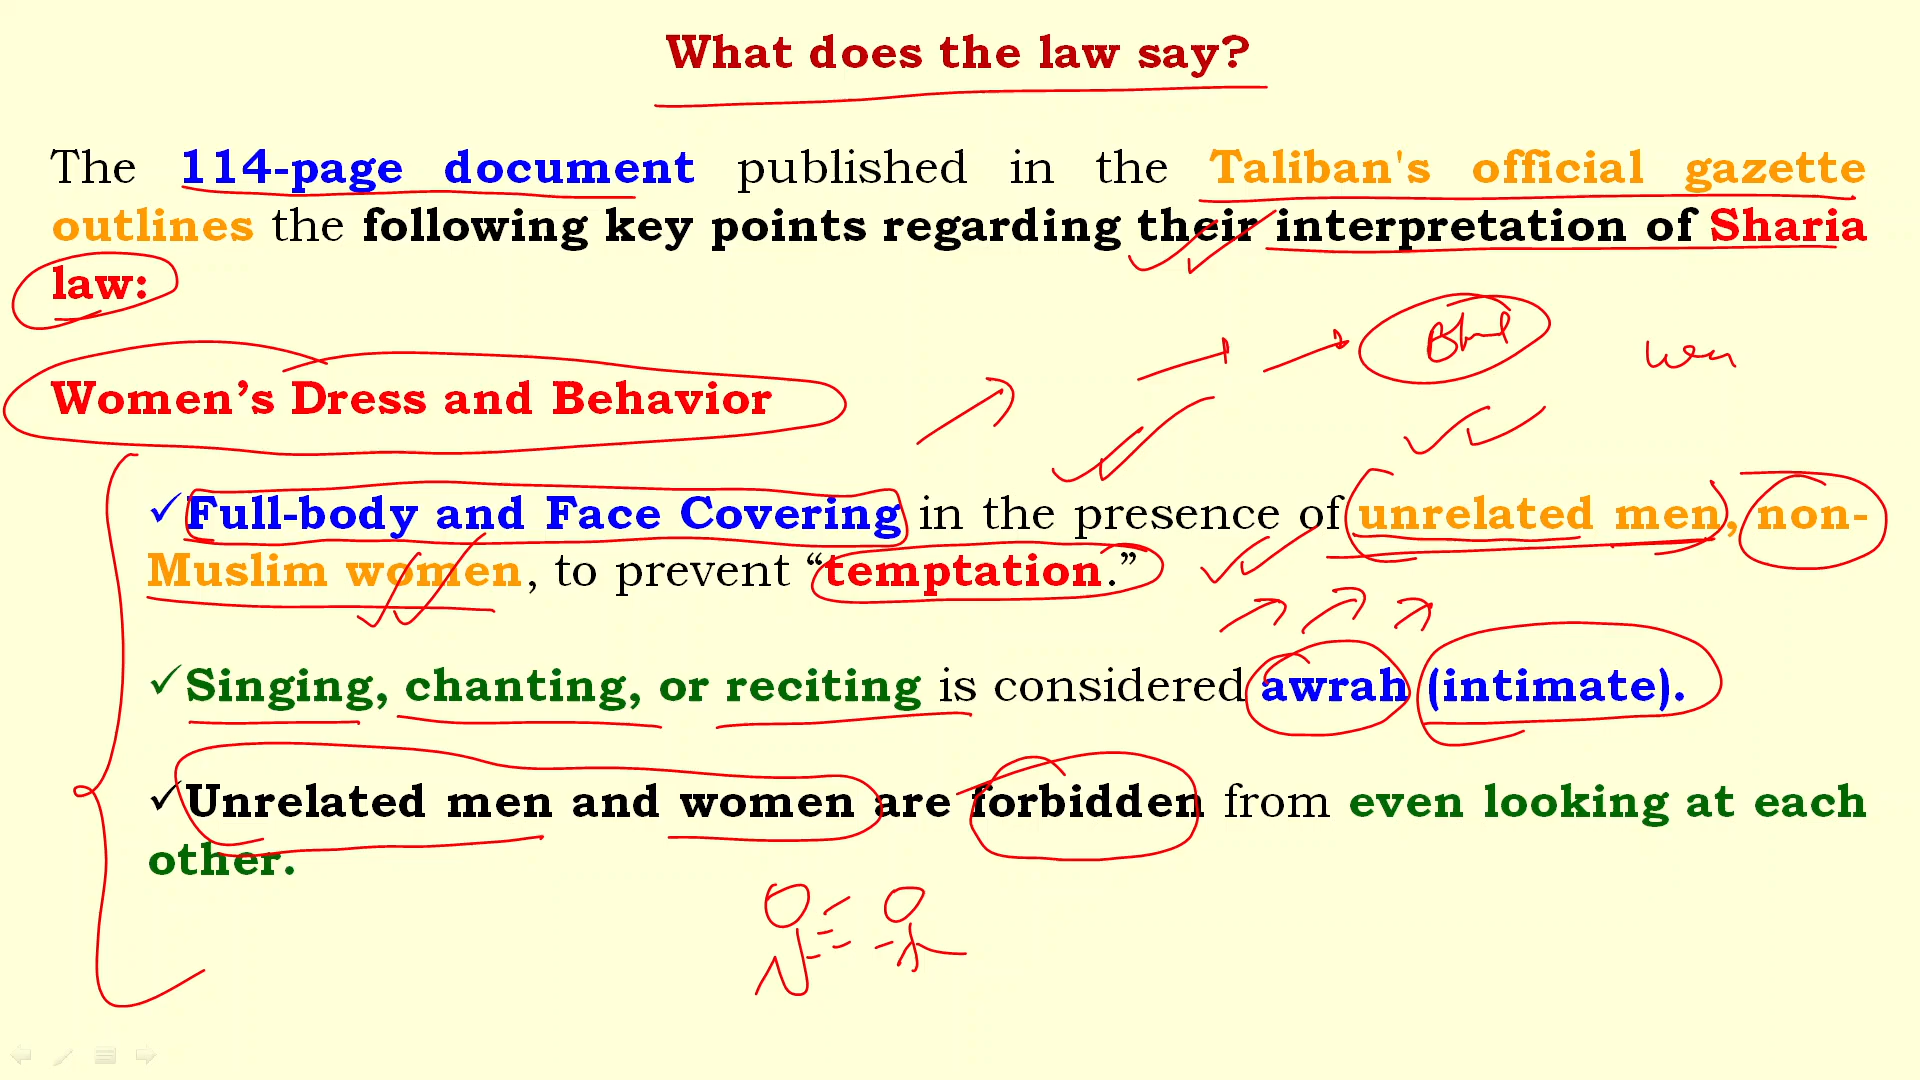 What does the law say?
The 114-page document published in the Taliban's official gazette
outlines the following key points regarding their interpretation of Sharia
law:
Women’s Dress and Behavior
✓Full-body and Face Covering in the presence of unrelated men, non-
Muslim women, to prevent “temptation.”
✓Singing, chanting, or reciting is considered awrah (intimate).
✓Unrelated men and women are forbidden from even looking at each
other.